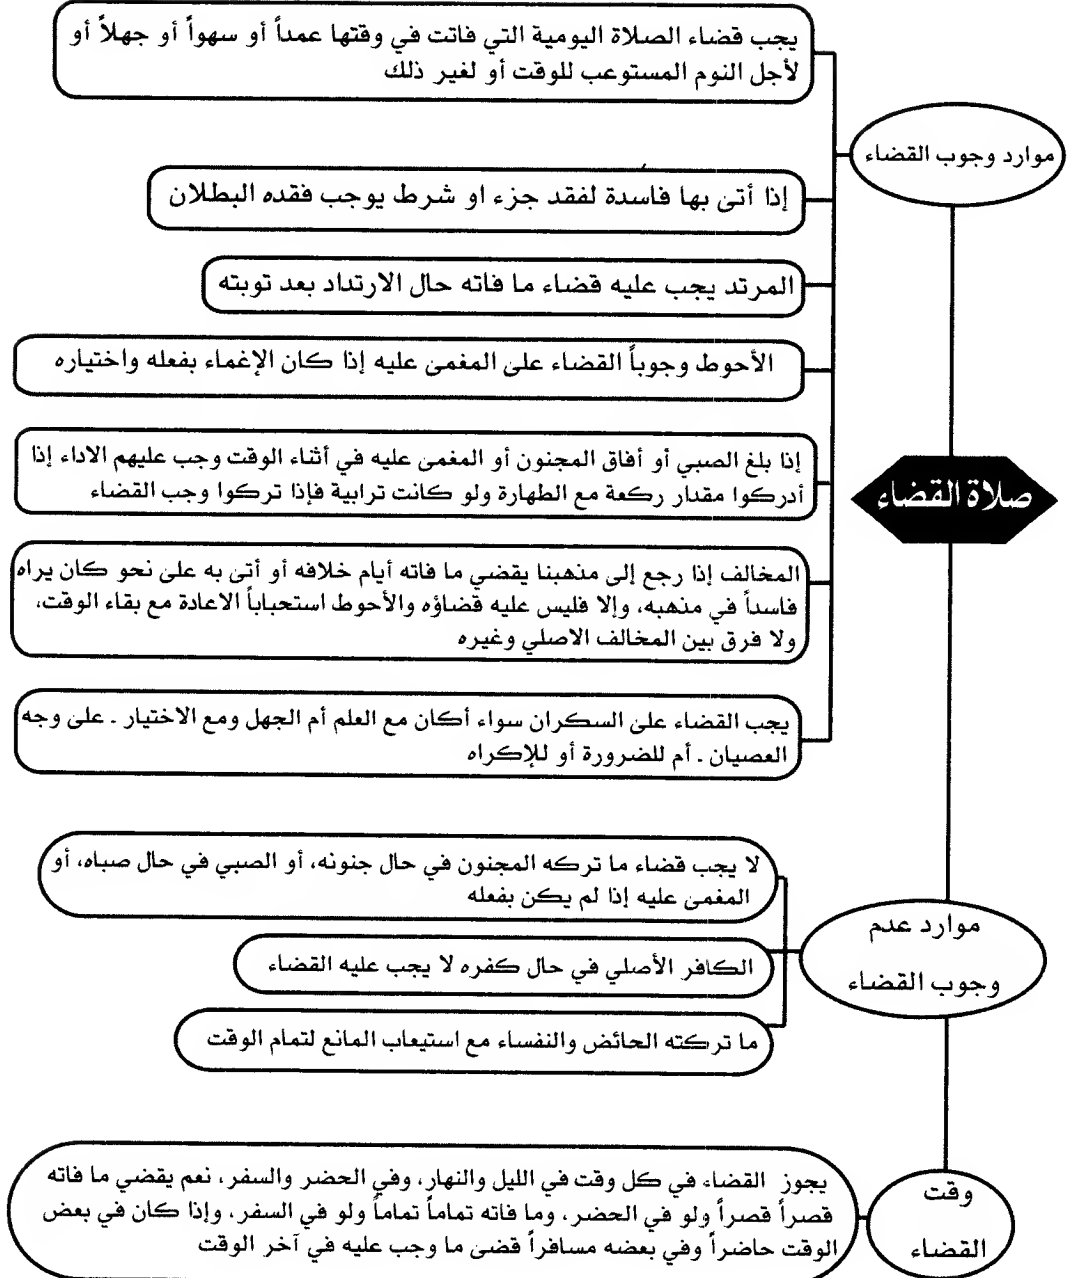 يجب قضاء الصلاة اليومية التي فاتت في وقتها عمداً أو سهواً أو جهلاً أو
لأجل النوم المستوعب للوقت أو لغير ذلك
موارد وجوب القضاء
إذا أتى بها فاسدة لفقد جزء او شرط يوجب فقده البطلان
المرتد يجب عليه قضاء ما فاته حال الارتداد بعد توبته
الأحوط وجوباً القضاء على المغمى عليه إذا كان الإغماء بفعله واختياره
إذا بلغ الصبي أو أفاق المجنون أو المغمى عليه في أثناء الوقت وجب عليهم الاداء إذا
أدركوا مقدار ركعة مع الطهارة ولو كانت ترابية فإذا تركوا وجب القضاء
صلاة القضاء
المخالف إذا رجع إلى مذهبنا يقضي ما فاته أيام خلافه أو أتى به على نحو كان يراه
فاسداً في مذهبه، وإلا فليس عليه قضاؤه والأحوط استحباباً الاعادة مع بقاء الوقت،
ولا فرق بين المخالف الاصلي وغيره
يجب القضاء على السكران سواء أكان مع العلم أم الجهل ومع الاختيار ـ على وجه
العصيان ـ أم للضرورة أو للإكراه
لا يجب قضاء ما تركه المجنون في حال جنونه، أو الصبي في حال صباه، أو
المغمى عليه إذا لم يكن بفعله
موارد عدم
وجوب القضاء
الكافر الأصلي في حال كفره لا يجب عليه القضاء
ما تركته الحائض والنفساء مع استيعاب المانع لتمام الوقت
وقت
القضاء
يجوز القضاء في كل وقت في الليل والنهار، وفي الحضر والسفر، نعم يقضي ما فاته
قصراً قصراً ولو في الحضر، وما فاته تماماً تماماً ولو في السفر، وإذا كان في بعض
الوقت حاضراً وفي بعضه مسافراً قضى ما وجب عليه في آخر الوقت